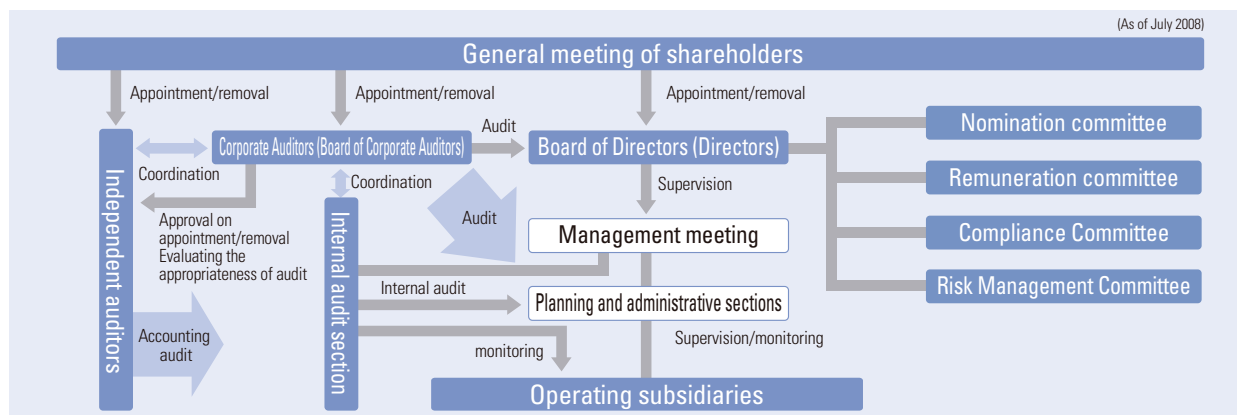 (As of July 2008)
General meeting of shareholders
Appointment/removal
Appointment/removal
Appointment/removal
Independent auditors
Coordination
Corporate Auditors (Board of Corporate Auditors)
Audit
Board of Directors (Directors)
Nomination committee
Remuneration committee
Compliance Committee
Risk Management Committee
Approval on
appointment/removal
Evaluating the
appropriateness of audit
Coordination
Audit
Supervision
Internal audit section
Management meeting
Internal audit
Planning and administrative sections
Accounting
audit
monitoring
Supervision/monitoring
Operating subsidiaries